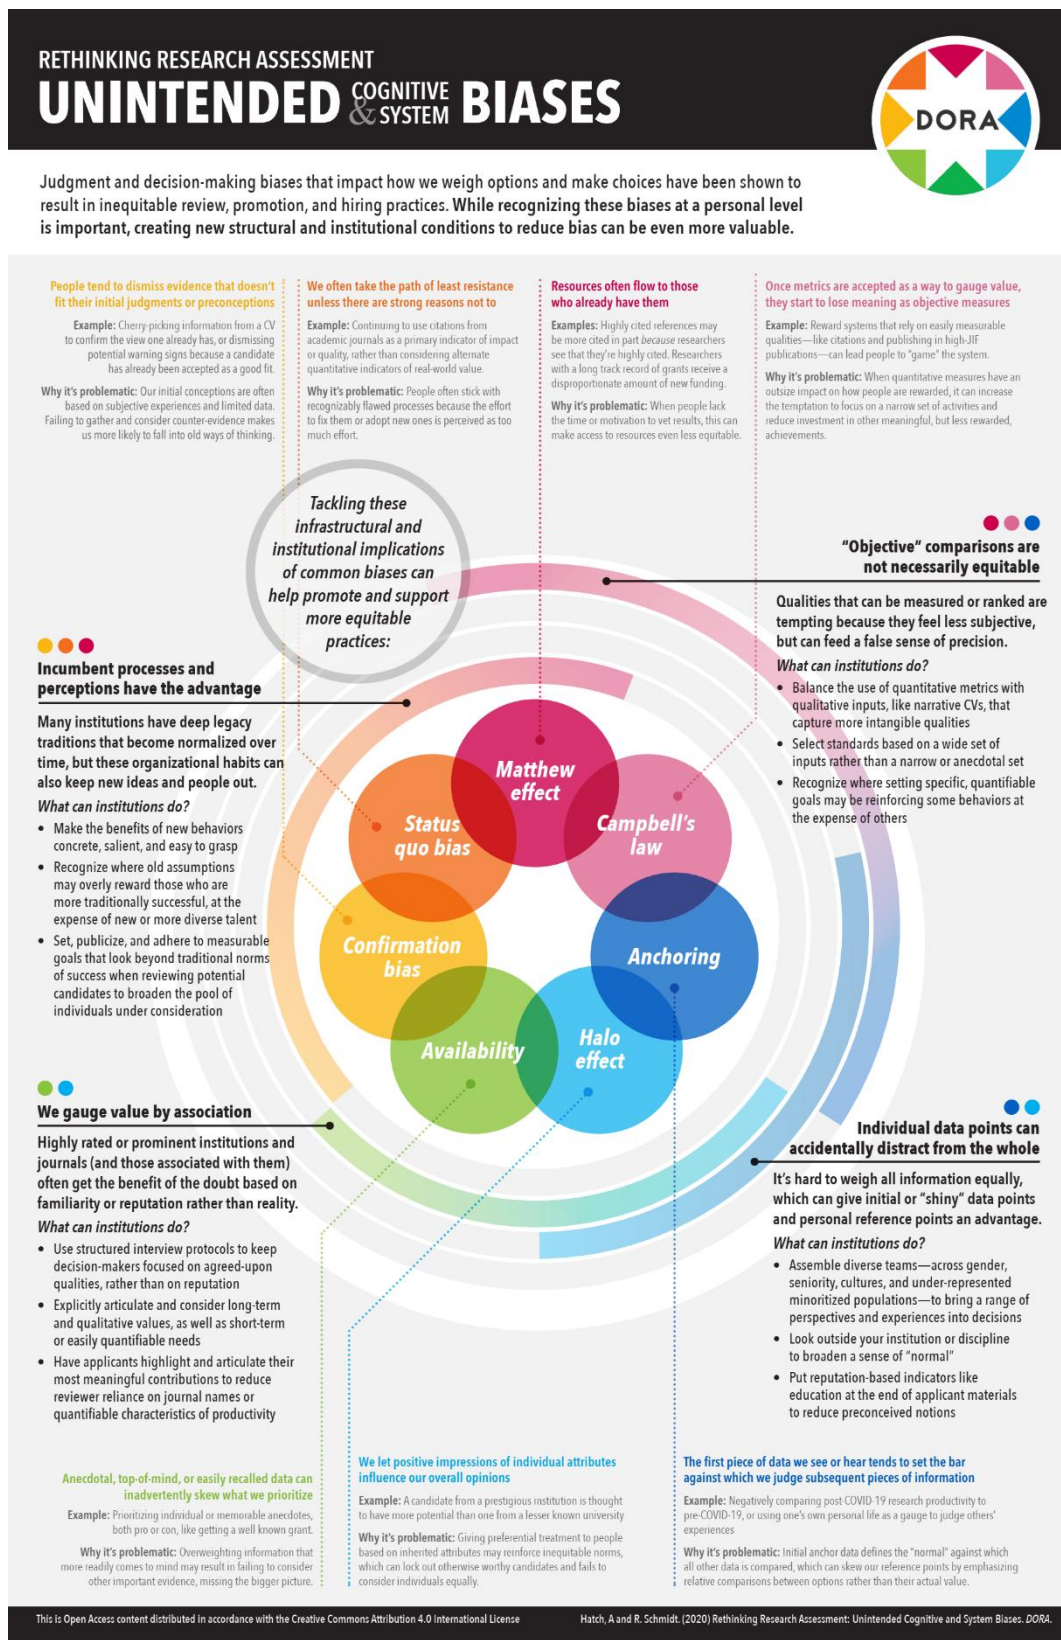 RETHINKING RESEARCH ASSESSMENT
UNINTENDED COGNITIVE & SYSTEM BIASES
DORA
Judgment and decision-making biases that impact how we weigh options and make choices have been shown to
result in inequitable review, promotion, and hiring practices. While recognizing these biases at a personal level
is important, creating new structural and institutional conditions to reduce bias can be even more valuable.
People tend to dismiss evidence that doesn't
fit their initial judgments or preconceptions
Example: Cherry-picking information from a CV
to confirm the view one already has, or dismissing
potential warning signs because a candidate
has already been accepted as a good fit.
Why it's problematic: Our initial conceptions are often
based on subjective experiences and limited data.
Failing to gather and consider counter-evidence makes
us more likely to fall into old ways of thinking.
We often take the path of least resistance
unless there are strong reasons not to
Example: Continuing to use citations from
academic journals as a primary indicator of impact
or quality, rather than considering alternate
quantitative indicators of real-world value.
Why it's problematic: People often stick with
recognizably flawed processes because the effort
to fix them or adopt new ones is perceived as too
much effort.
Resources often flow to those
who already have them
Examples: Highly cited references may
be more cited in part because researchers
see that they're highly cited. Researchers
with a long track record of grants receive a
disproportionate amount of new funding.
Why it's problematic: When people lack
the time or motivation to vet results, this can
make access to resources even less equitable.
Once metrics are accepted as a way to gauge value,
they start to lose meaning as objective measures
Example: Reward systems that rely on easily measurable
qualities—like citations and publishing in high-JIF
publications—can lead people to "game" the system.
Why it's problematic: When quantitative measures have an
outsize impact on how people are rewarded, it can increase
the temptation to focus on a narrow set of activities and
reduce investment in other meaningful, but less rewarded,
achievements.
Tackling these
infrastructural and
institutional implications
of common biases can
help promote and support
more equitable
practices:
"Objective" comparisons are
not necessarily equitable
Qualities that can be measured or ranked are
tempting because they feel less subjective,
but can feed a false sense of precision.
What can institutions do?
• Balance the use of quantitative metrics with
qualitative inputs, like narrative CVs, that
capture more intangible qualities
• Select standards based on a wide set of
inputs rather than a narrow or anecdotal set
• Recognize where setting specific, quantifiable
goals may be reinforcing some behaviors at
the expense of others
Incumbent processes and
perceptions have the advantage
Many institutions have deep legacy
traditions that become normalized over
time, but these organizational habits can
also keep new ideas and people out.
What can institutions do?
• Make the benefits of new behaviors
concrete, salient, and easy to grasp
• Recognize where old assumptions
may overly reward those who are
more traditionally successful, at the
expense of new or more diverse talent
• Set, publicize, and adhere to measurable
goals that look beyond traditional norms
of success when reviewing potential
candidates to broaden the pool of
individuals under consideration
Matthew
effect
Status
quo bias
Campbell's
law
Confirmation
bias
Anchoring
Availability
Halo
effect
We gauge value by association
Highly rated or prominent institutions and
journals (and those associated with them)
often get the benefit of the doubt based on
familiarity or reputation rather than reality.
What can institutions do?
• Use structured interview protocols to keep
decision-makers focused on agreed-upon
qualities, rather than on reputation
• Explicitly articulate and consider long-term
and qualitative values, as well as short-term
or easily quantifiable needs
• Have applicants highlight and articulate their
most meaningful contributions to reduce
reviewer reliance on journal names or
quantifiable characteristics of productivity
Individual data points can
accidentally distract from the whole
It's hard to weigh all information equally,
which can give initial or "shiny" data points
and personal reference points an advantage.
What can institutions do?
• Assemble diverse teams—across gender,
seniority, cultures, and under-represented
minoritized populations—to bring a range of
perspectives and experiences into decisions
• Look outside your institution or discipline
to broaden a sense of "normal"
• Put reputation-based indicators like
education at the end of applicant materials
to reduce preconceived notions
Anecdotal, top-of-mind, or easily recalled data can
inadvertently skew what we prioritize
Example: Prioritizing individual or memorable anecdotes,
both pro or con, like getting a well known grant.
Why it's problematic: Overweighting information that
more readily comes to mind may result in failing to consider
other important evidence, missing the bigger picture.
We let positive impressions of individual attributes
influence our overall opinions
Example: A candidate from a prestigious institution is thought
to have more potential than one from a lesser known university
Why it's problematic: Giving preferential treatment to people
based on inherited attributes may reinforce inequitable norms,
which can lock out otherwise worthy candidates and fails to
consider individuals equally.
The first piece of data we see or hear tends to set the bar
against which we judge subsequent pieces of information
Example: Negatively comparing post-COVID-19 research productivity to
pre-COVID-19, or using one's own personal life as a gauge to judge others'
experiences
Why it's problematic: Initial anchor data defines the "normal" against which
all other data is compared, which can skew our reference points by emphasizing
relative comparisons between options rather than their actual value.
This is Open Access content distributed in accordance with the Creative Commons Attribution 4.0 International License
Hatch, A and R. Schmidt. (2020) Rethinking Research Assessment: Unintended Cognitive and System Biases. DORA.